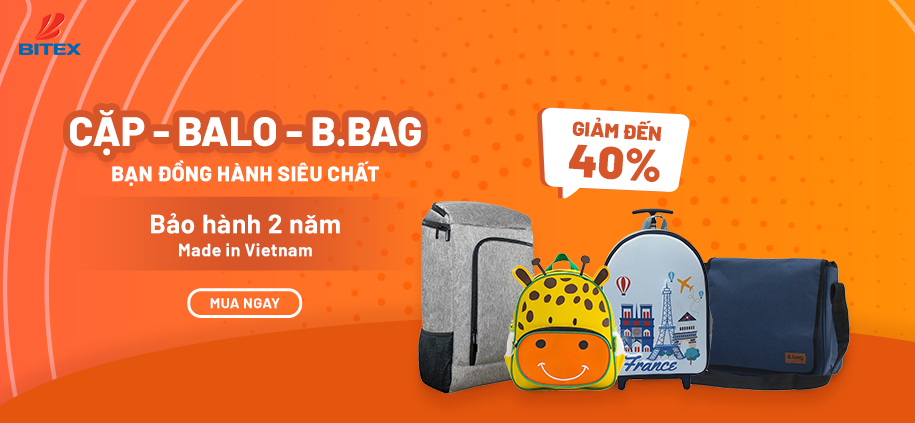 BITEX
CẶP - BALO - B.BAG
BẠN ĐỒNG HÀNH SIÊU CHẤT
Bảo hành 2 năm
Made in Vietnam
MUA NGAY
GIẢM ĐẾN
40%
France
B.bag